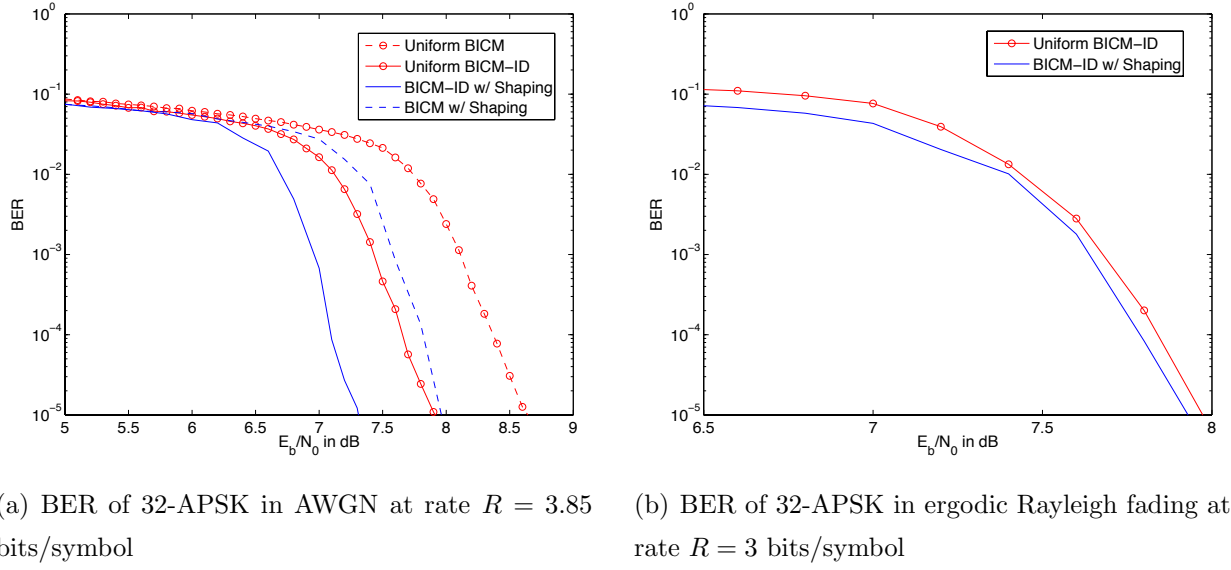 10^0
10^-1
10^-2
10^-3
10^-4
10^-5
BER
5 5.5 6 6.5 7 7.5 8 8.5 9
E_b/N_0 in dB
Uniform BICM
Uniform BICM-ID
BICM-ID w/ Shaping
BICM w/ Shaping
(a) BER of 32-APSK in AWGN at rate R = 3.85
bits/symbol
10^0
10^-1
10^-2
10^-3
10^-4
10^-5
BER
6.5 7 7.5 8
E_b/N_0 in dB
Uniform BICM-ID
BICM-ID w/ Shaping
(b) BER of 32-APSK in ergodic Rayleigh fading at
rate R = 3 bits/symbol